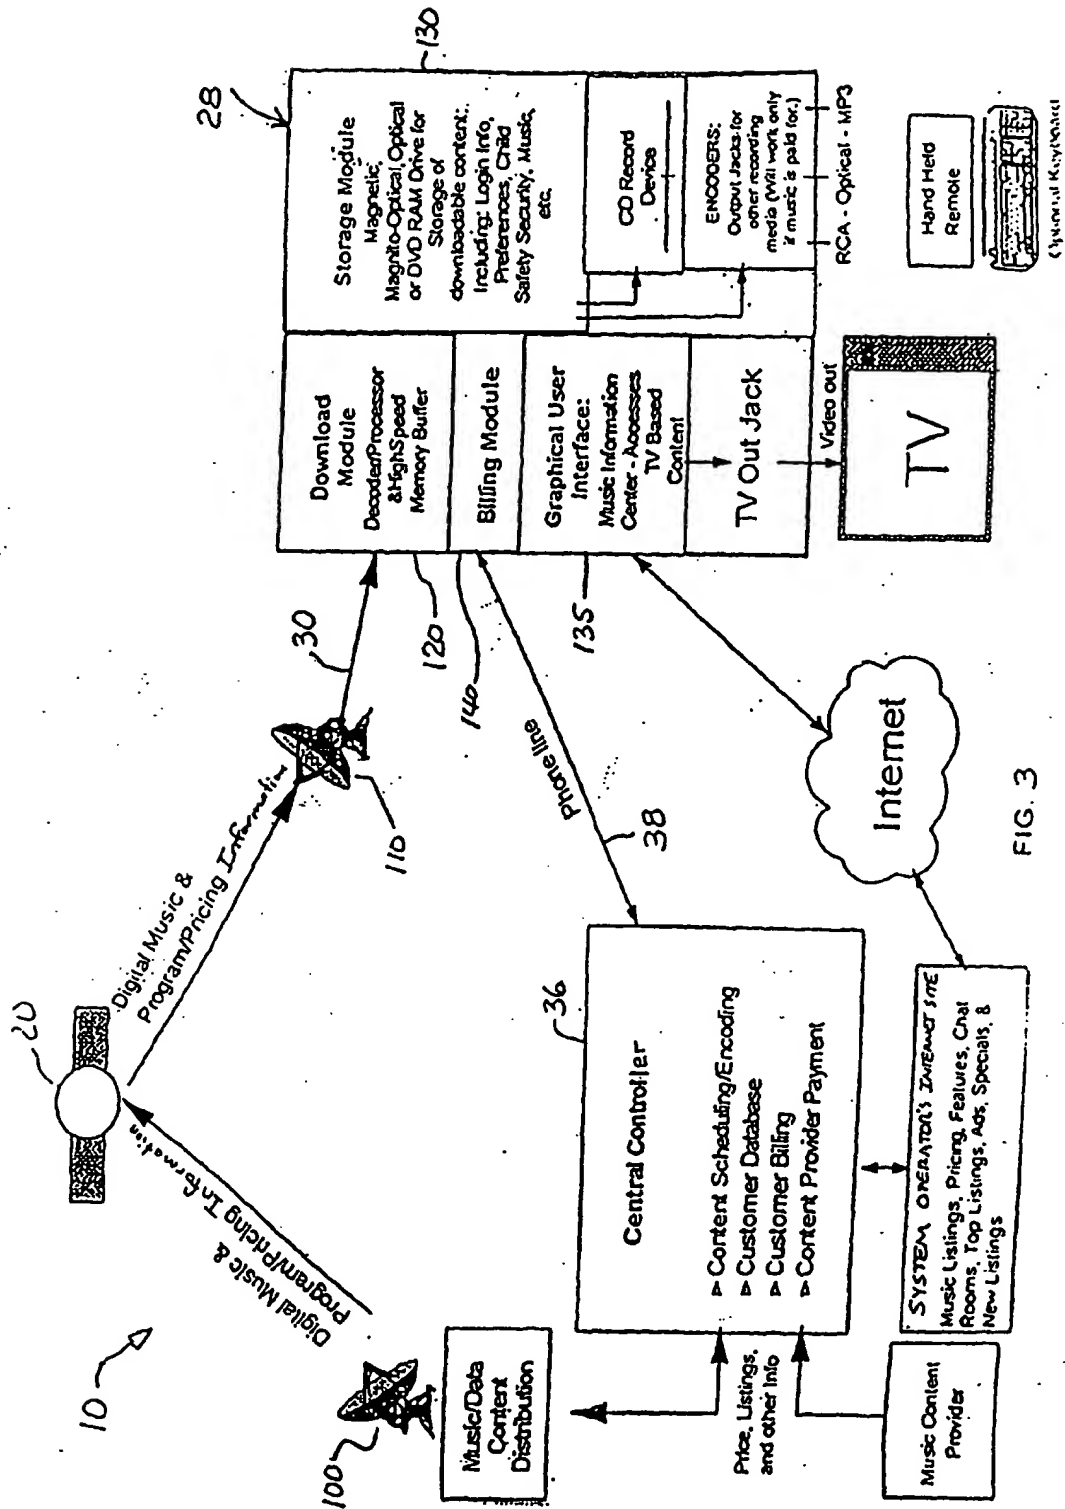 10
20
Digital Music &
Program/Pricing Information
Digital Music &
Program/Pricing Information
100
110
30
Music/Data
Content
Distribution
Price, Listings,
and other Info
Music Content
Provider
36
Central Controller
Content Scheduling/Encoding
Customer Database
Customer Billing
Content Provider Payment
SYSTEM OPERATOR'S INTERNET SITE
Music Listings, Pricing, Features, Chat
Rooms, Top Listings, Ads, Specials, &
New Listings
Phone line
38
Internet
28
120
Download
Module
Decoder/Processor
& High Speed
Memory Buffer
140
Billing Module
135
Graphical User
Interface:
Music Information
Center - Accesses
TV Based
Content
TV Out Jack
Video out
TV
130
Storage Module
Magnetic,
Magnito-Optical, Optical
or DVD RAM Drive for
Storage of
downloadable content:
Including: Login Info,
Preferences, Child
Safety Security, Music,
etc.
CD Record
Device
ENCODERS:
Output Jacks for
other recording
media (Will work only
if music is paid for.)
RCA - Optical - MP3
Hand Held
Remote
Optional Keyboard
FIG. 3